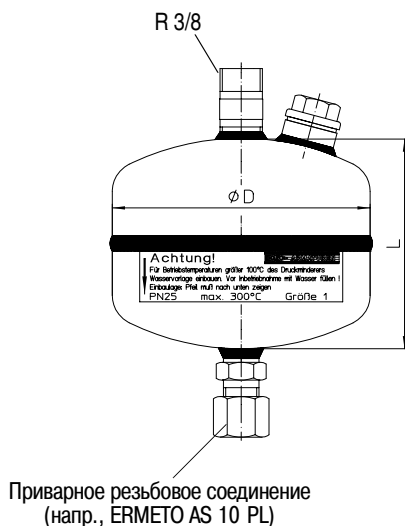 R 3/8
⌀D
L
Achtung!
Für Betriebstemperaturen größer 100°C des Druckminderers
Wasservorlage einbauen. Vor Inbetriebnahme mit Wasser füllen !
Einbaulage: Pfeil muß nach unten zeigen
PN25 max. 300°C Größe 1
Приварное резьбовое соединение
(напр., ERMETO AS 10 PL)